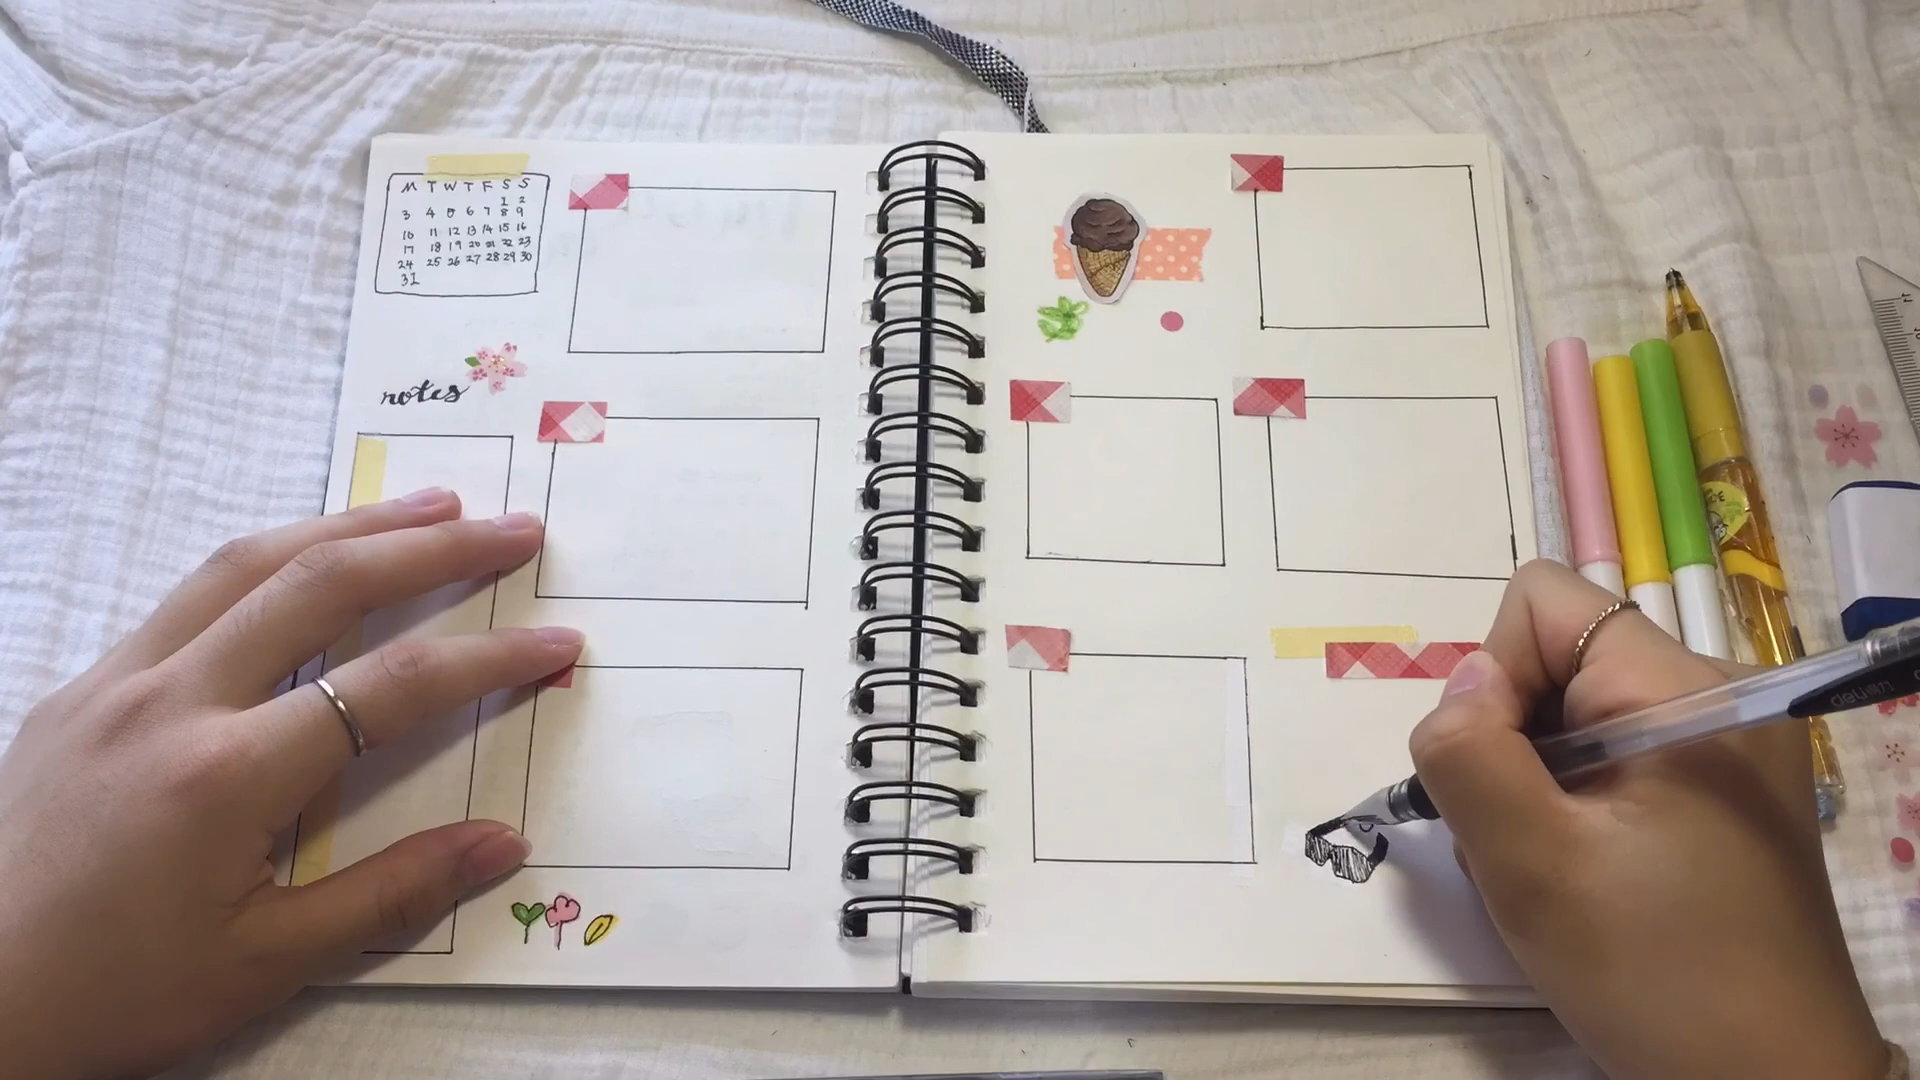 M T W T F S S
1 2
3 4 5 6 7 8 9
10 11 12 13 14 15 16
17 18 19 20 21 22 23
24 25 26 27 28 29 30
31
notes
deli